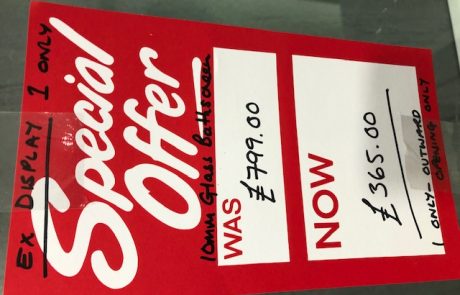 EX DISPLAY 1 ONLY
Special
Offer
10mm Glass Bathscreen
WAS
£799.00
NOW
£365.00
1 ONLY - OUTWARD
OPENING ONLY